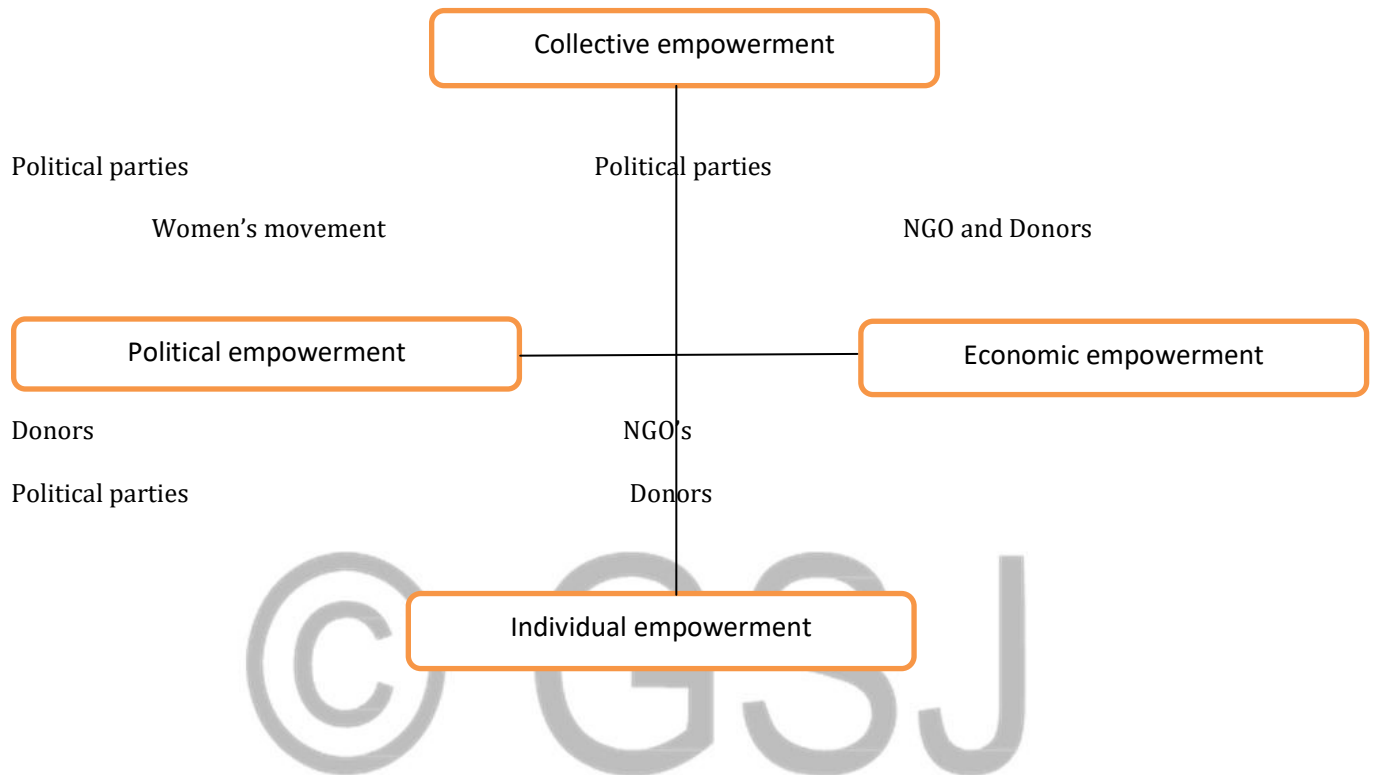 Collective empowerment
Political parties Political parties
Women’s movement NGO and Donors
Political empowerment Economic empowerment
Donors NGO’s
Political parties Donors
Individual empowerment
© GSJ